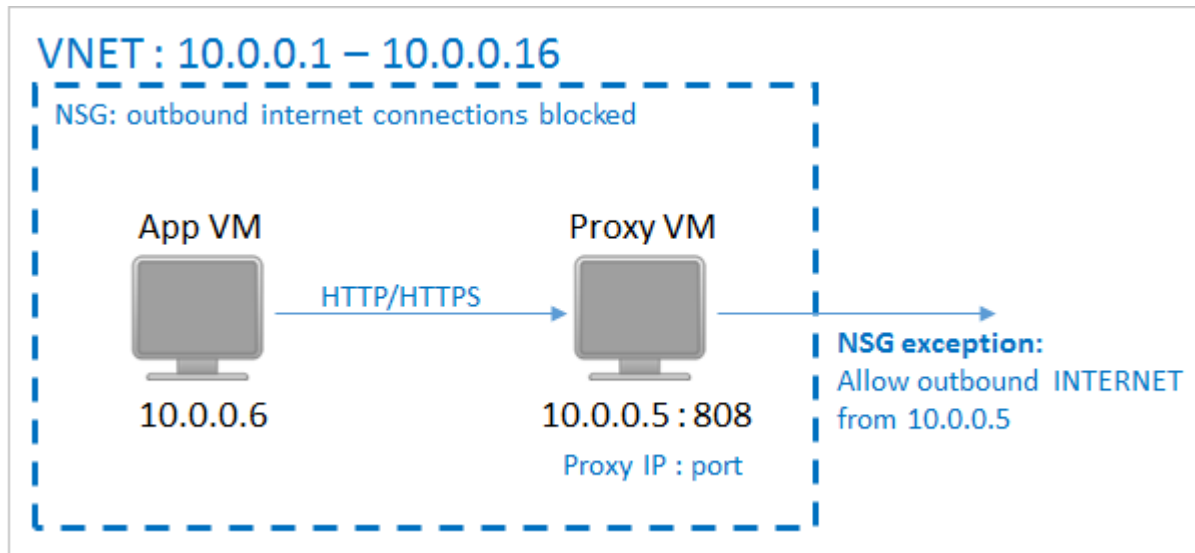 VNET : 10.0.0.1 – 10.0.0.16
NSG: outbound internet connections blocked
App VM
Proxy VM
HTTP/HTTPS
NSG exception:
Allow outbound INTERNET
from 10.0.0.5
10.0.0.6
10.0.0.5 : 808
Proxy IP : port